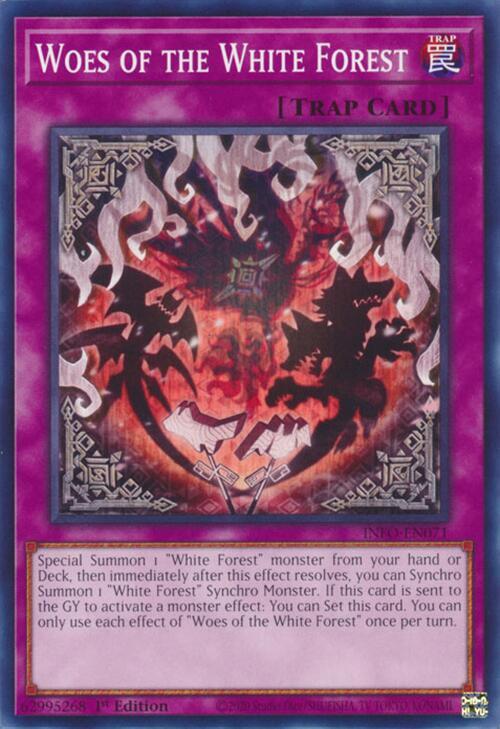 WOES OF THE WHITE FOREST
TRAP
罠
[TRAP CARD]
INFO-EN071
Special Summon 1 "White Forest" monster from your hand or
Deck, then immediately after this effect resolves, you can Synchro
Summon 1 "White Forest" Synchro Monster. If this card is sent to
the GY to activate a monster effect: You can Set this card. You can
only use each effect of "Woes of the White Forest" once per turn.
62995268
1st Edition
©2020 Studio Dice/SHUEISHA, TV TOKYO, KONAMI